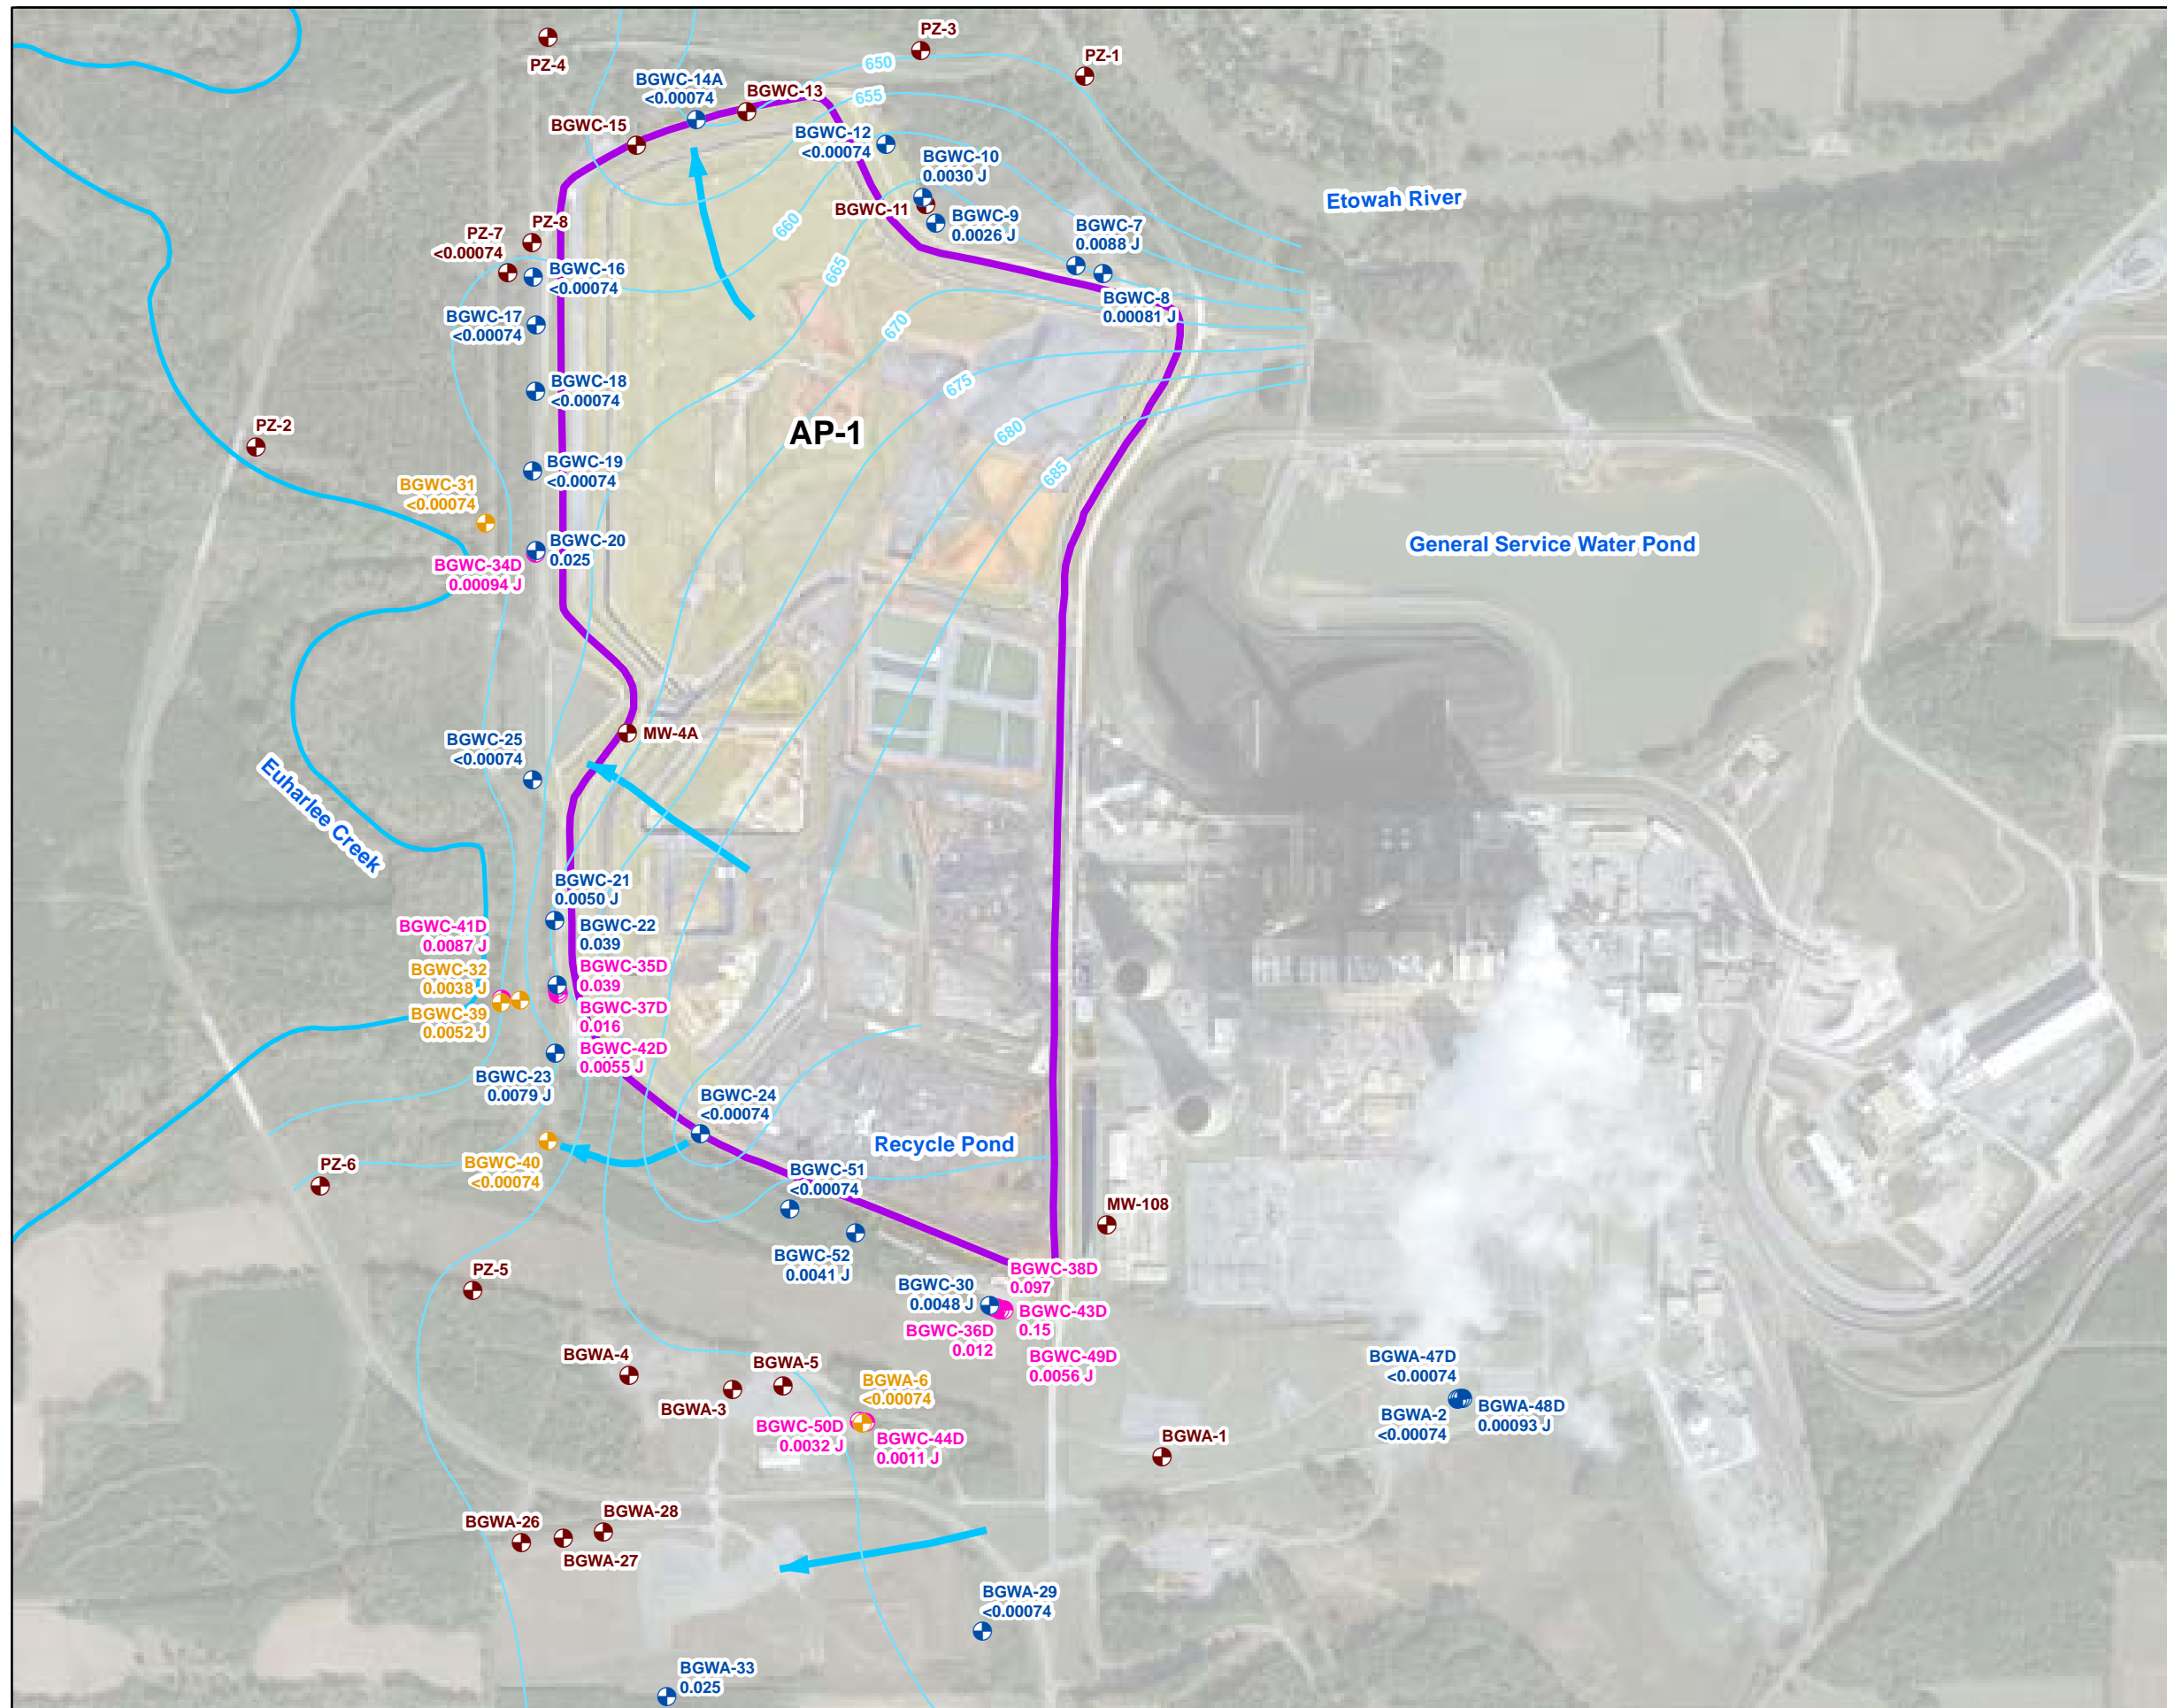 PZ-3
PZ-4
PZ-1
650
BGWC-14A
<0.00074
BGWC-13
655
BGWC-15
BGWC-12
<0.00074
BGWC-10
0.0030 J
Etowah River
BGWC-11
BGWC-9
0.0026 J
PZ-8
PZ-7
<0.00074
660
BGWC-7
0.0088 J
665
BGWC-16
<0.00074
BGWC-8
0.00081 J
BGWC-17
<0.00074
670
BGWC-18
<0.00074
675
PZ-2
AP-1
680
BGWC-19
<0.00074
685
BGWC-31
<0.00074
BGWC-20
0.025
General Service Water Pond
BGWC-34D
0.00094 J
MW-4A
BGWC-25
<0.00074
Euharlee Creek
BGWC-21
0.0050 J
BGWC-22
0.039
BGWC-41D
0.0087 J
BGWC-35D
0.039
BGWC-32
0.0038 J
BGWC-37D
0.016
BGWC-39
0.0052 J
BGWC-42D
0.0055 J
BGWC-23
0.0079 J
BGWC-24
<0.00074
Recycle Pond
PZ-6
BGWC-40
<0.00074
BGWC-51
<0.00074
MW-108
BGWC-52
0.0041 J
PZ-5
BGWC-38D
0.097
BGWC-30
0.0048 J
BGWC-43D
0.15
BGWC-36D
0.012
BGWC-49D
0.0056 J
BGWA-4
BGWA-5
BGWA-3
BGWA-6
<0.00074
BGWA-47D
<0.00074
BGWC-50D
0.0032 J
BGWC-44D
0.0011 J
BGWA-2
<0.00074
BGWA-48D
0.00093 J
BGWA-1
BGWA-26
BGWA-28
BGWA-27
BGWA-29
<0.00074
BGWA-33
0.025